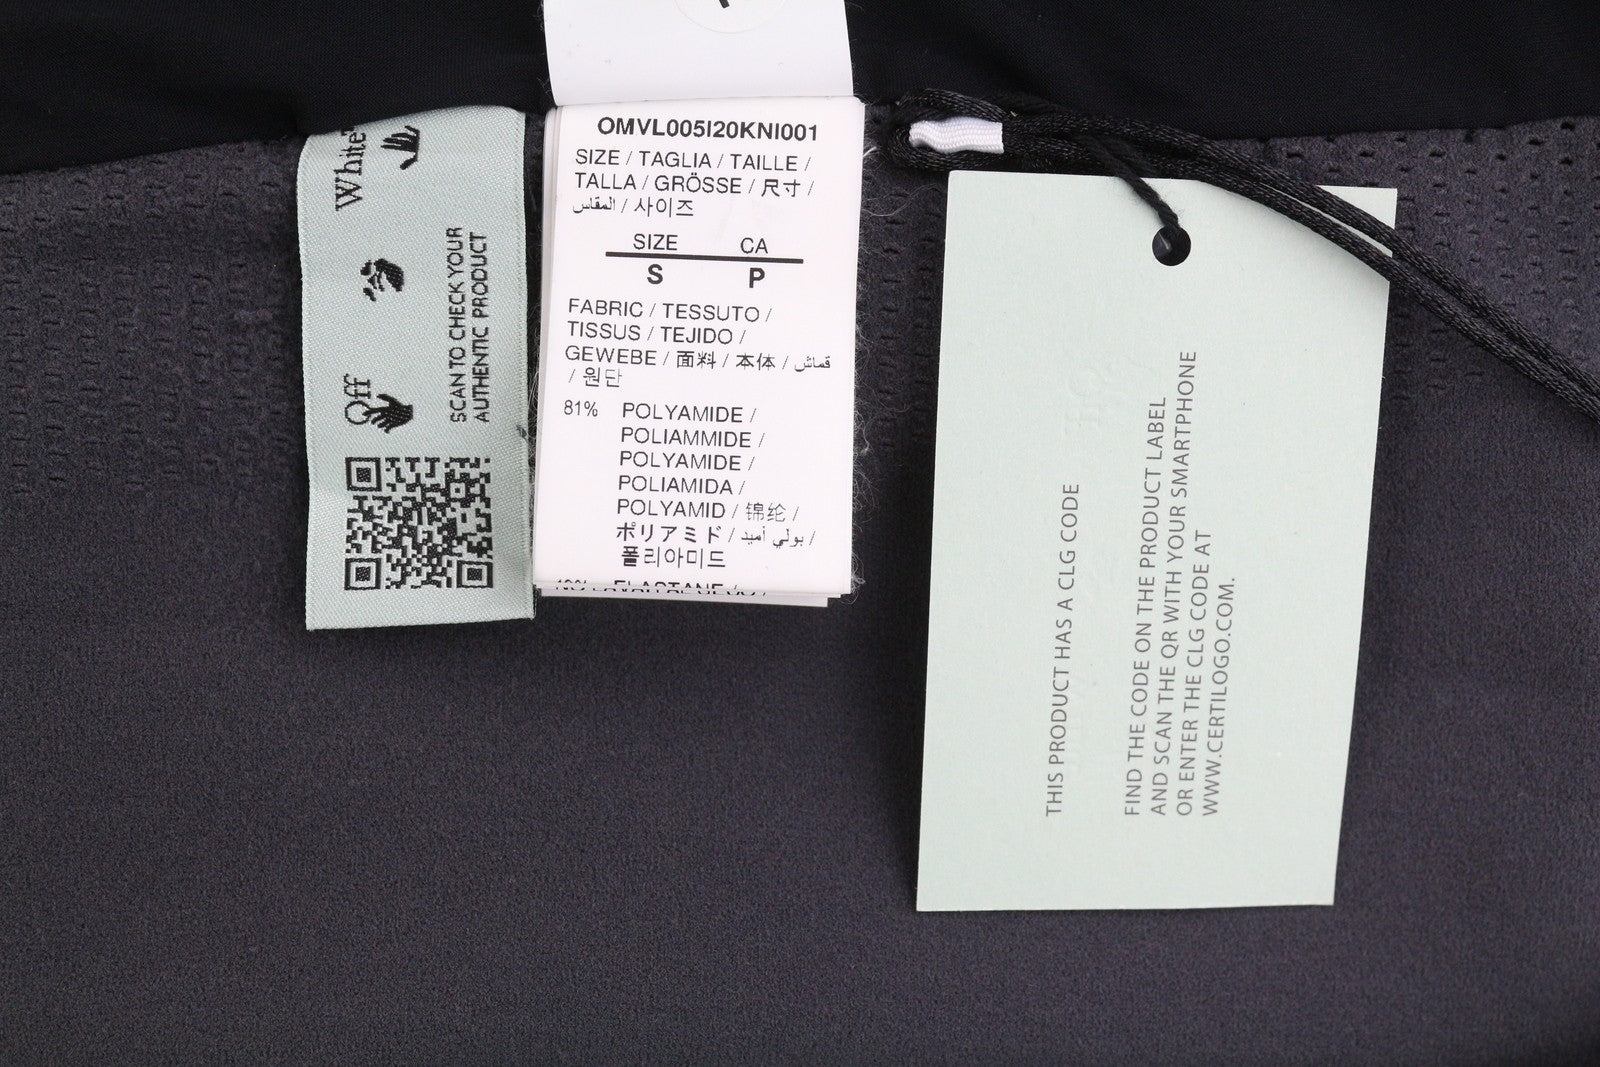 Off White™
SCAN TO CHECK YOUR
AUTHENTIC PRODUCT
OMVL005I20KNI001
SIZE / TAGLIA / TAILLE /
TALLA / GRÖSSE / 尺寸 /
المقاس / 사이즈
SIZE CA
S P
FABRIC / TESSUTO /
TISSUS / TEJIDO /
GEWEBE / 面料 / 本体 / قماش
/ 원단
81% POLYAMIDE /
POLIAMMIDE /
POLYAMIDE /
POLIAMIDA /
POLYAMID / 锦纶 /
ポリアミド / بولي أميد /
폴리아미드
THIS PRODUCT HAS A CLG CODE
FIND THE CODE ON THE PRODUCT LABEL
AND SCAN THE QR WITH YOUR SMARTPHONE
OR ENTER THE CLG CODE AT
WWW.CERTILOGO.COM.